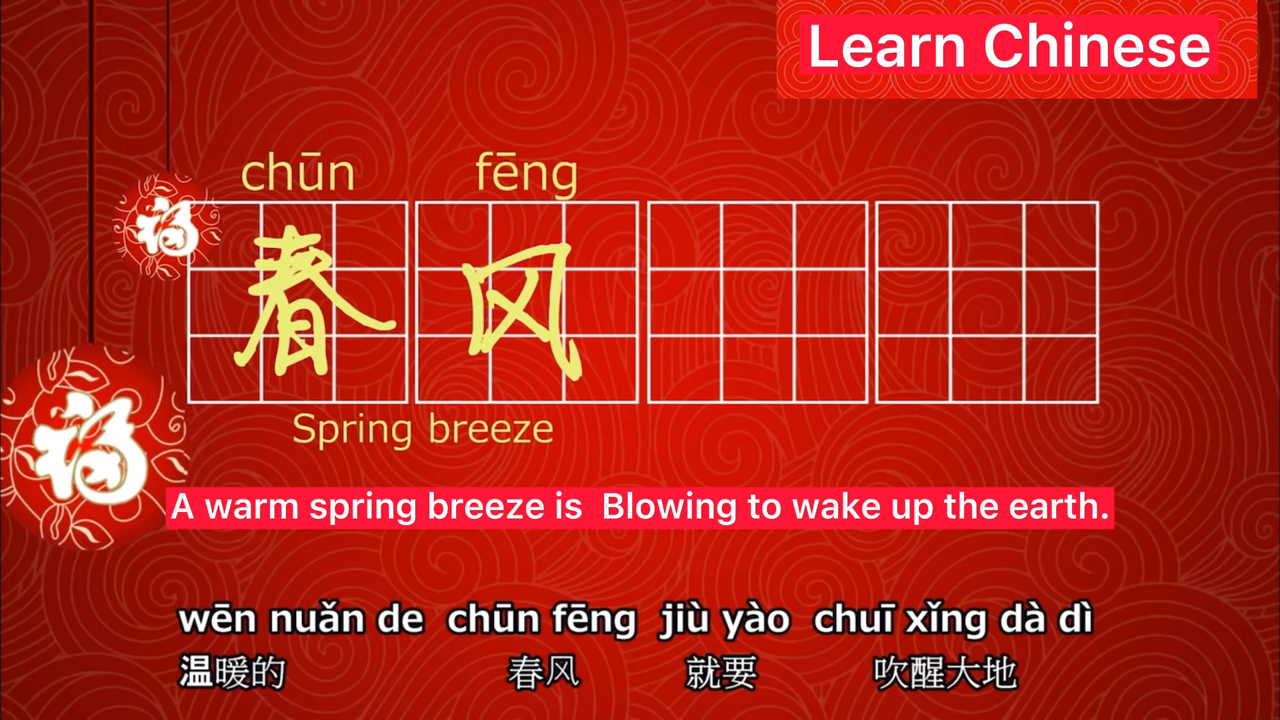 Learn Chinese
chūn fēng
福
春 风
Spring breeze
福
A warm spring breeze is  Blowing to wake up the earth.
wēn nuǎn de chūn fēng jiù yào chuī xǐng dà dì
温暖的 春风 就要 吹醒大地